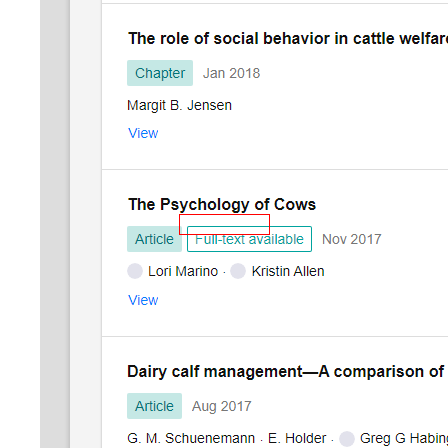 The role of social behavior in cattle welfar
Chapter Jan 2018
Margit B. Jensen
View
The Psychology of Cows
Article Full-text available Nov 2017
Lori Marino · Kristin Allen
View
Dairy calf management—A comparison of
Article Aug 2017
G. M. Schuenemann · E. Holder · Greg G Habing